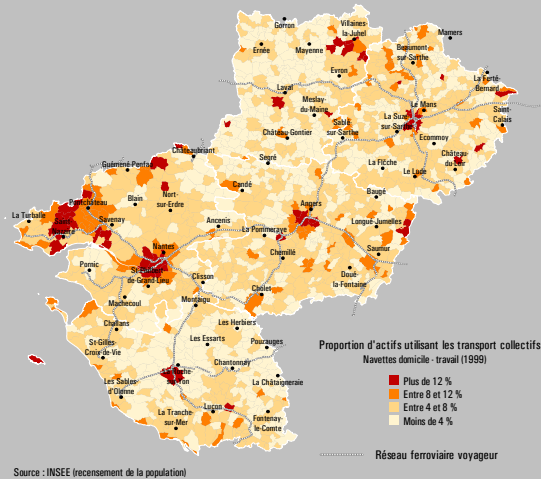 Gorron
Villaines-
la-Juhel
Mamers
Ernée
Mayenne
Beaumont
sur-Sarthe
Evron
La Ferté-
Bernard
Laval
Meslay-
du-Maine
Le Mans
Saint-
Calais
La Suze
sur-Sarthe
Sablé
sur-Sarthe
Château-Gontier
Ecommoy
Châteaubriant
Château
du-Loir
Segré
La Flèche
Le Lude
Guémené-Penfao
Candé
Baugé
Pontchâteau
Blain
Nort-
sur-Erdre
Angers
La Turballe
Saint-
Nazaire
Savenay
Ancenis
La Pommeraye
Longué-Jumelles
Nantes
Chemillé
Saumur
Pornic
St-Philbert
de-Grand-Lieu
Clisson
Doué
la-Fontaine
Machecoul
Montaigu
Cholet
Challans
St-Gilles-
Croix-de-Vie
Les Herbiers
Les Essarts
Pouzauges
La Roche
sur-Yon
Chantonnay
Les Sables
d'Olonne
La Châtaigneraie
La Tranche
sur-Mer
Luçon
Fontenay-
le-Comte
Proportion d'actifs utilisant les transport collectifs
Navettes domicile - travail (1999)
Plus de 12 %
Entre 8 et 12 %
Entre 4 et 8 %
Moins de 4 %
Réseau ferroviaire voyageur
Source : INSEE (recensement de la population)